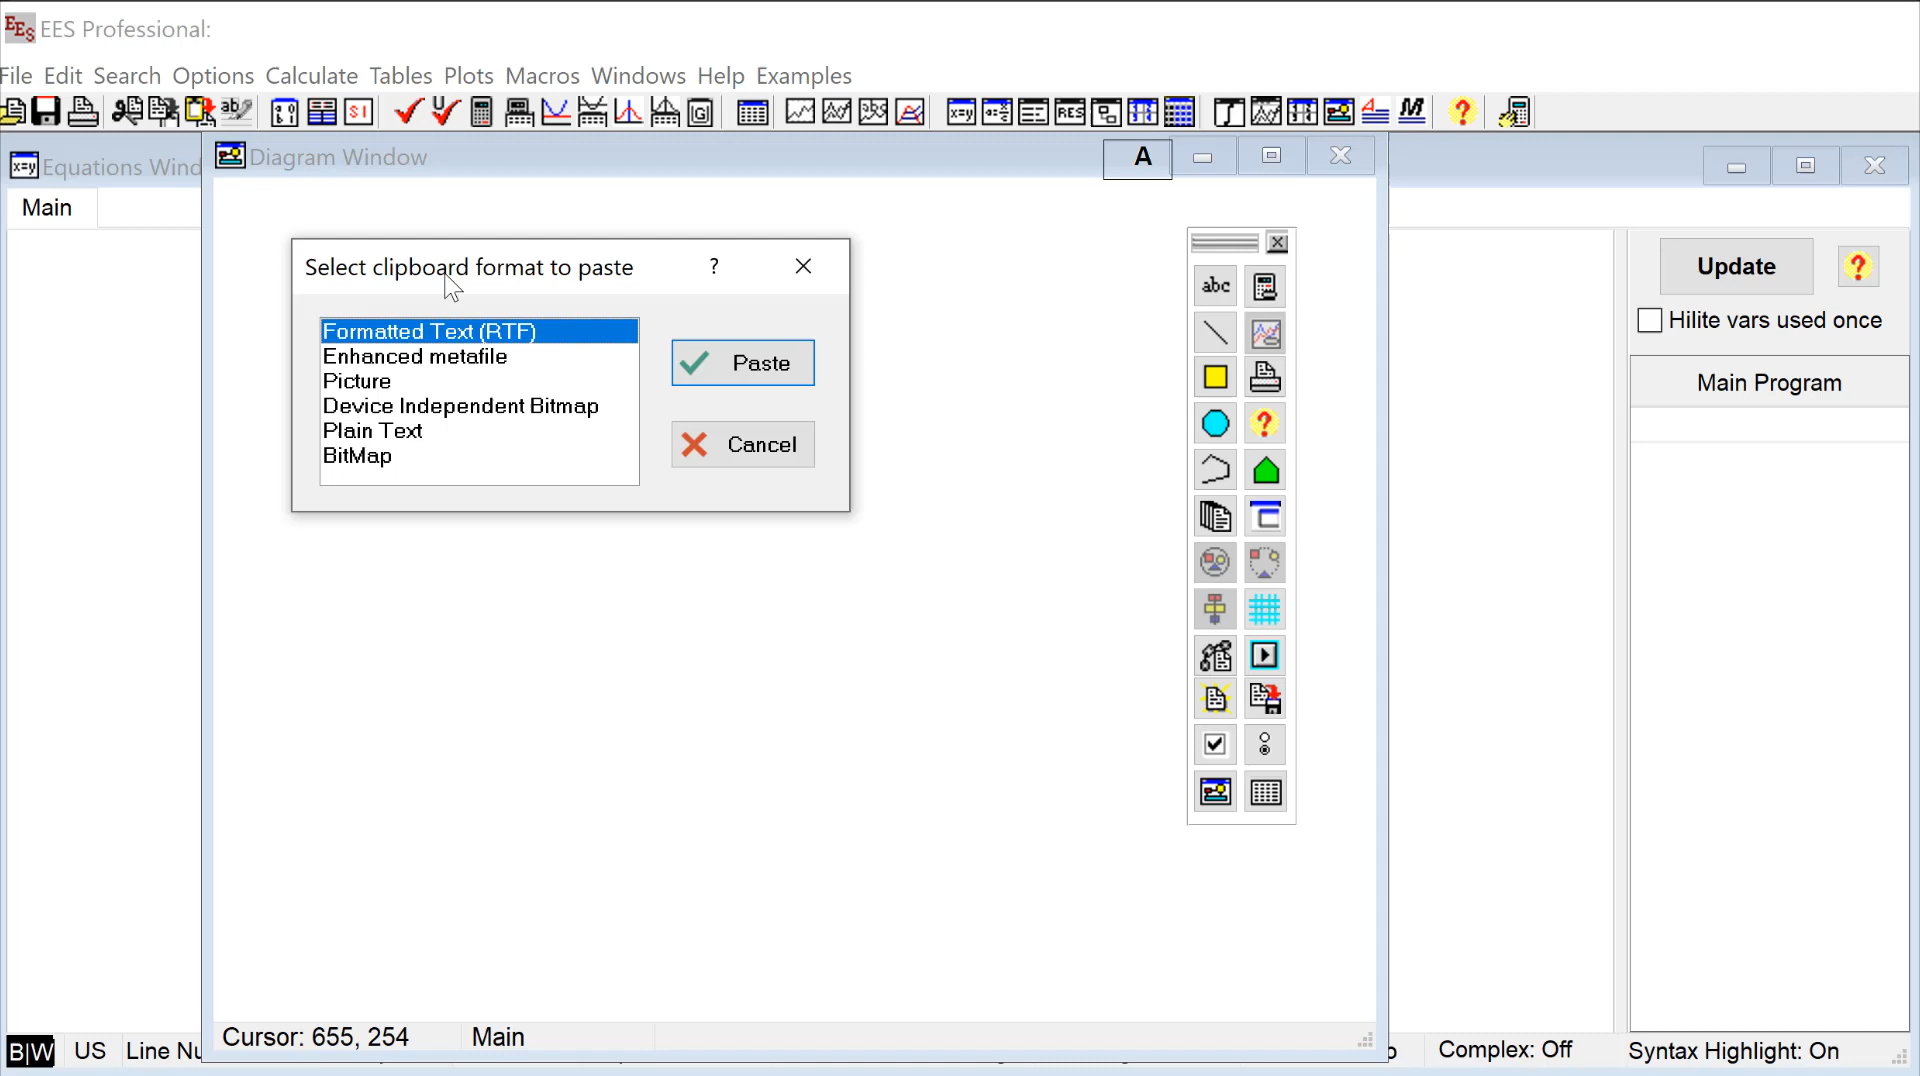 EES EES Professional:
File Edit Search Options Calculate Tables Plots Macros Windows Help Examples
Equations Wind
Diagram Window
A
Main
Select clipboard format to paste
?
Update
?
Formatted Text (RTF)
Enhanced metafile
Picture
Device Independent Bitmap
Plain Text
BitMap
Paste
Cancel
abc
Hilite vars used once
Main Program
Cursor: 655, 254
Main
B|W
US
Line Nu
Complex: Off
Syntax Highlight: On